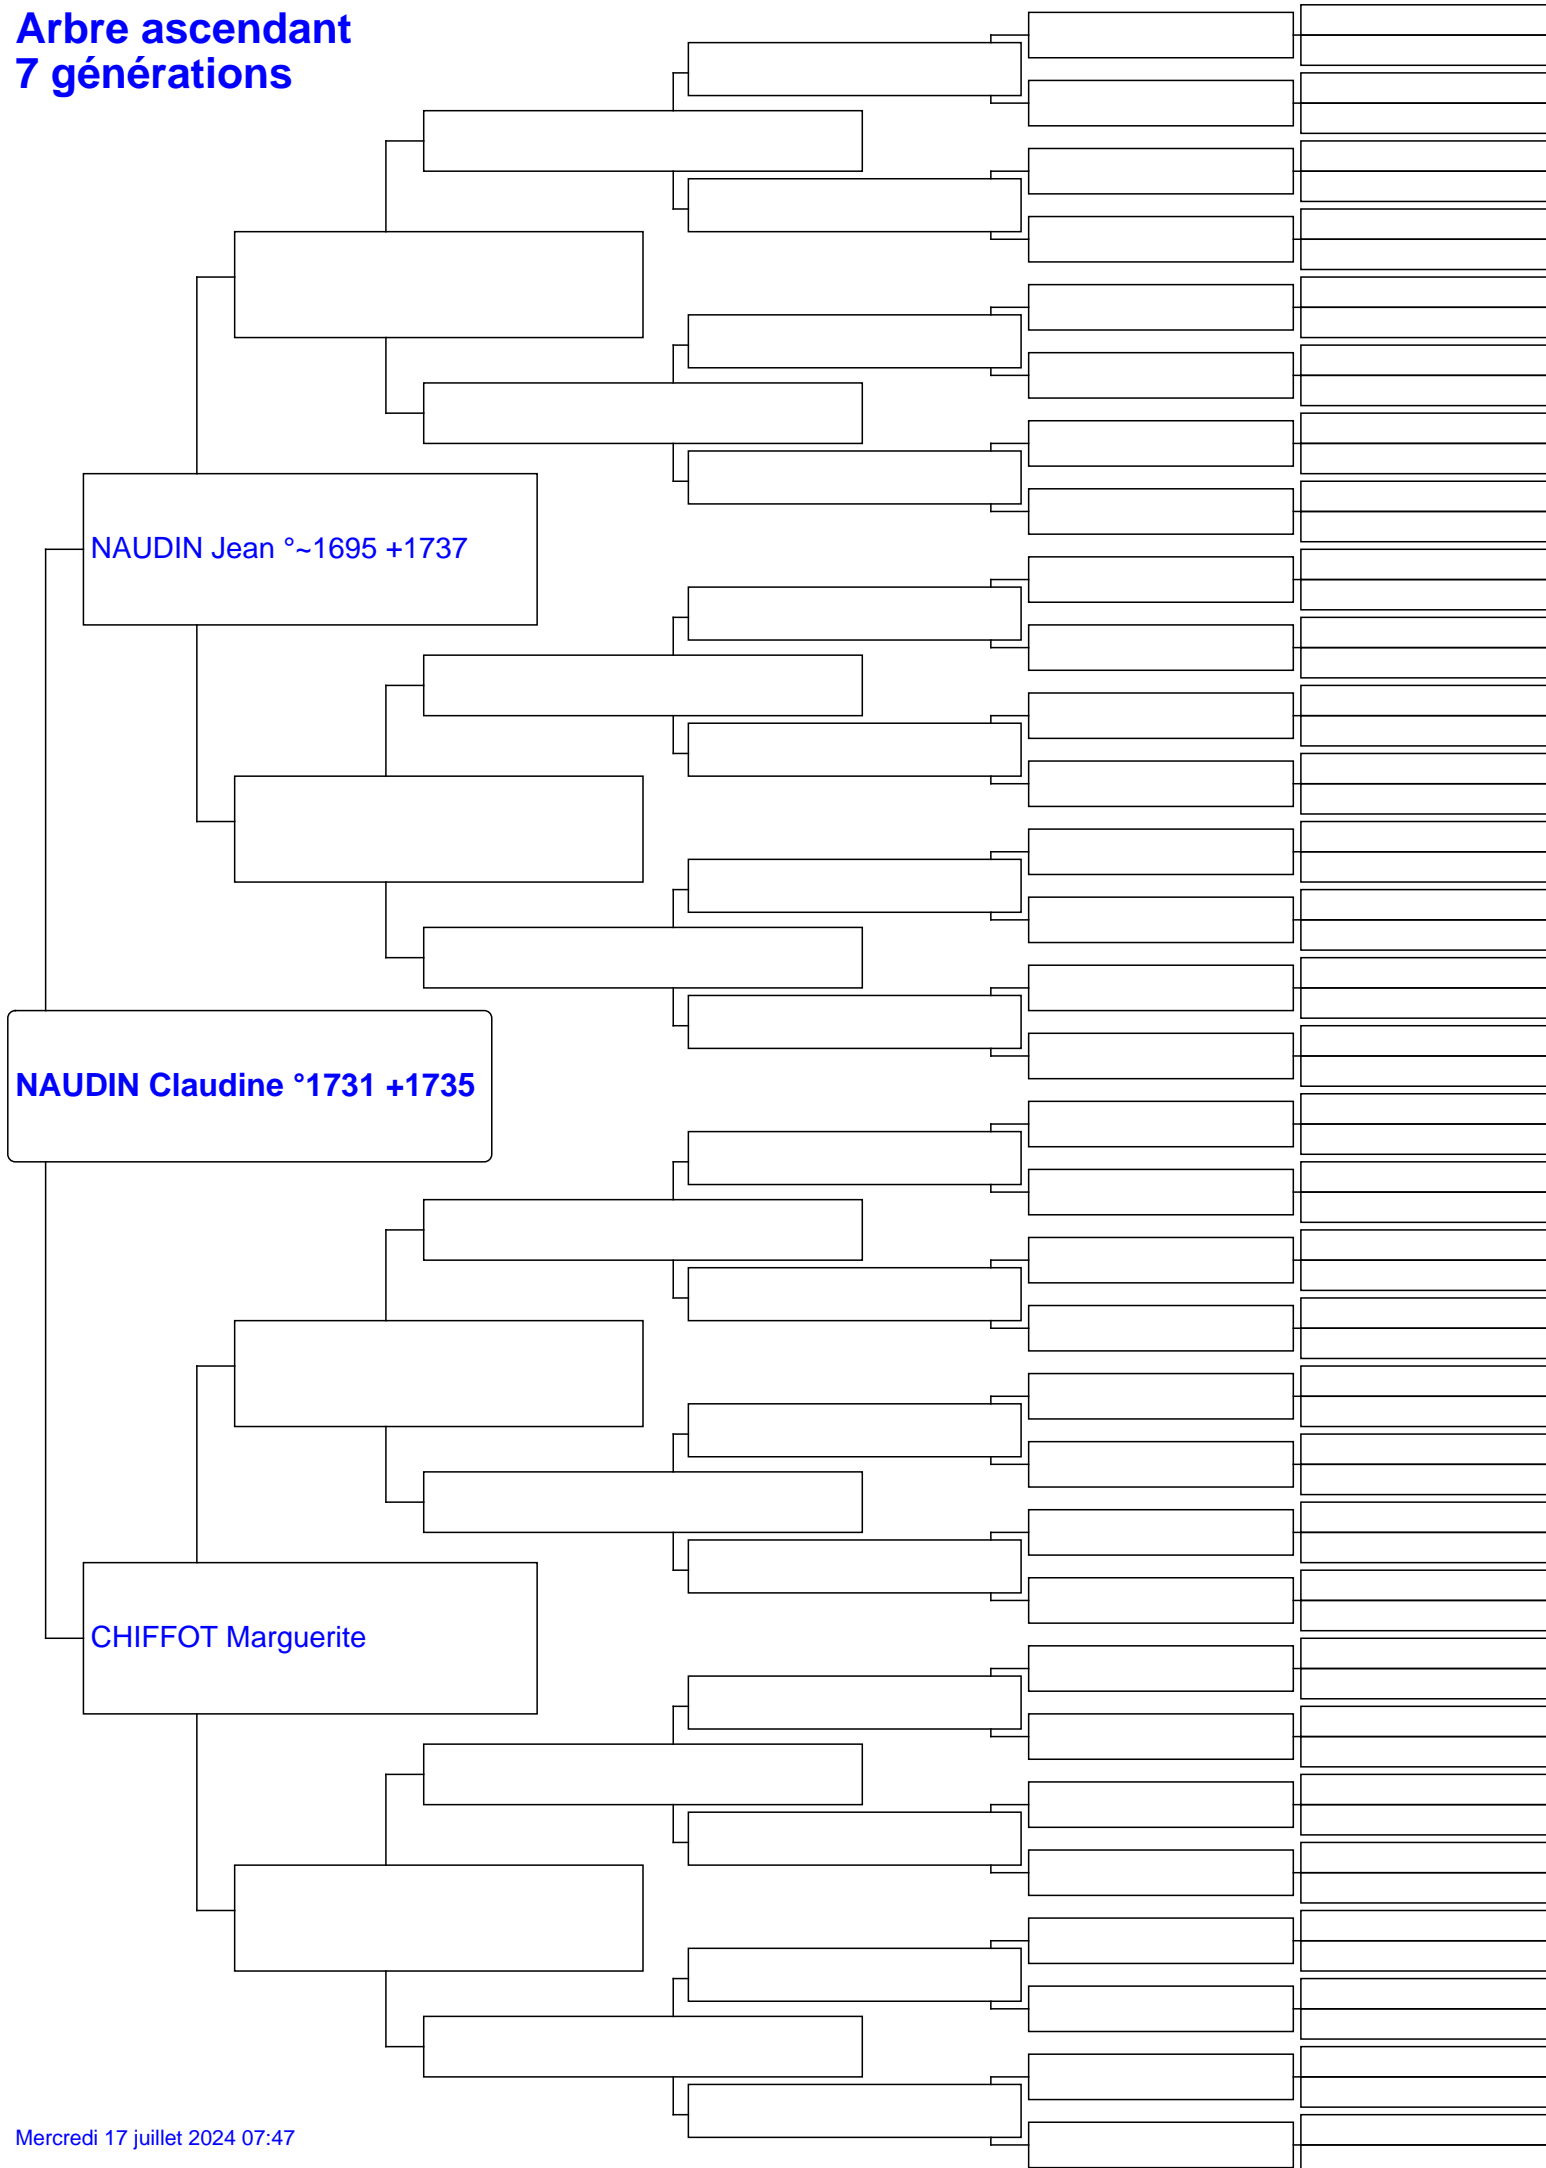 Arbre ascendant
7 générations
NAUDIN Jean °~1695 +1737
NAUDIN Claudine °1731 +1735
CHIFFOT Marguerite
Mercredi 17 juillet 2024 07:47